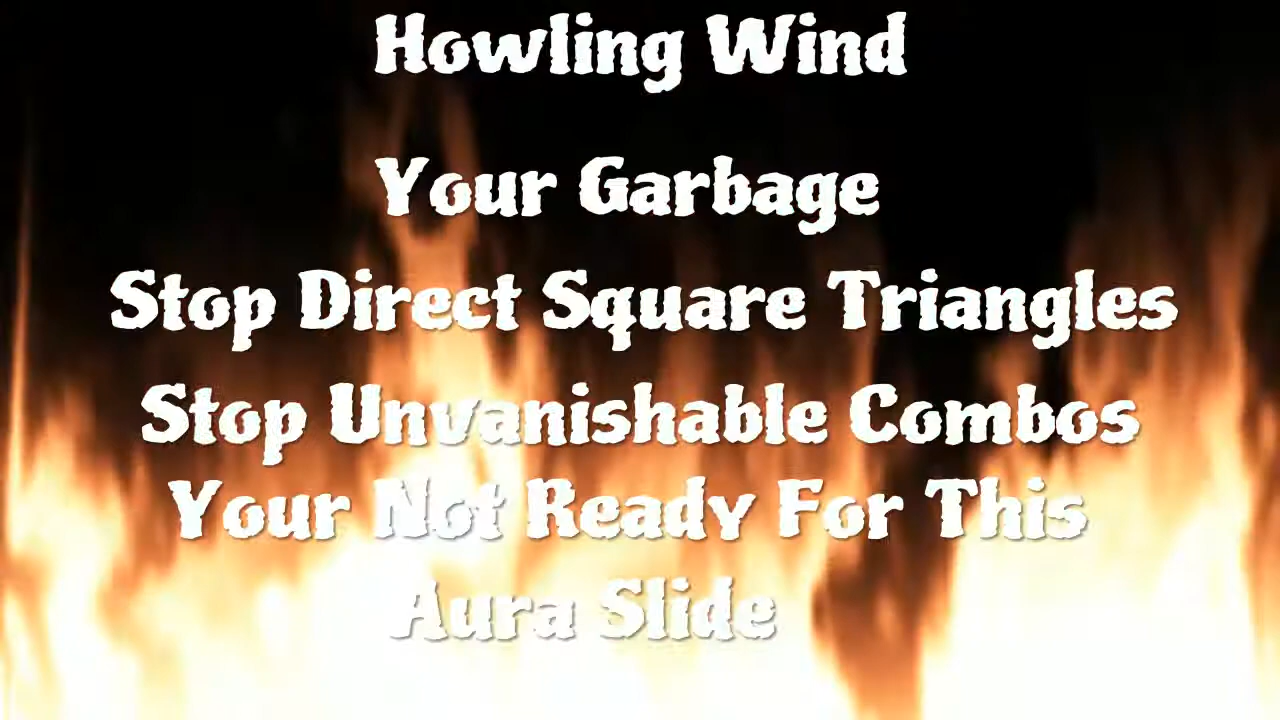 Howling Wind
Your Garbage
Stop Direct Square Triangles
Stop Unvanishable Combos
Your Not Ready For This
Aura Slide